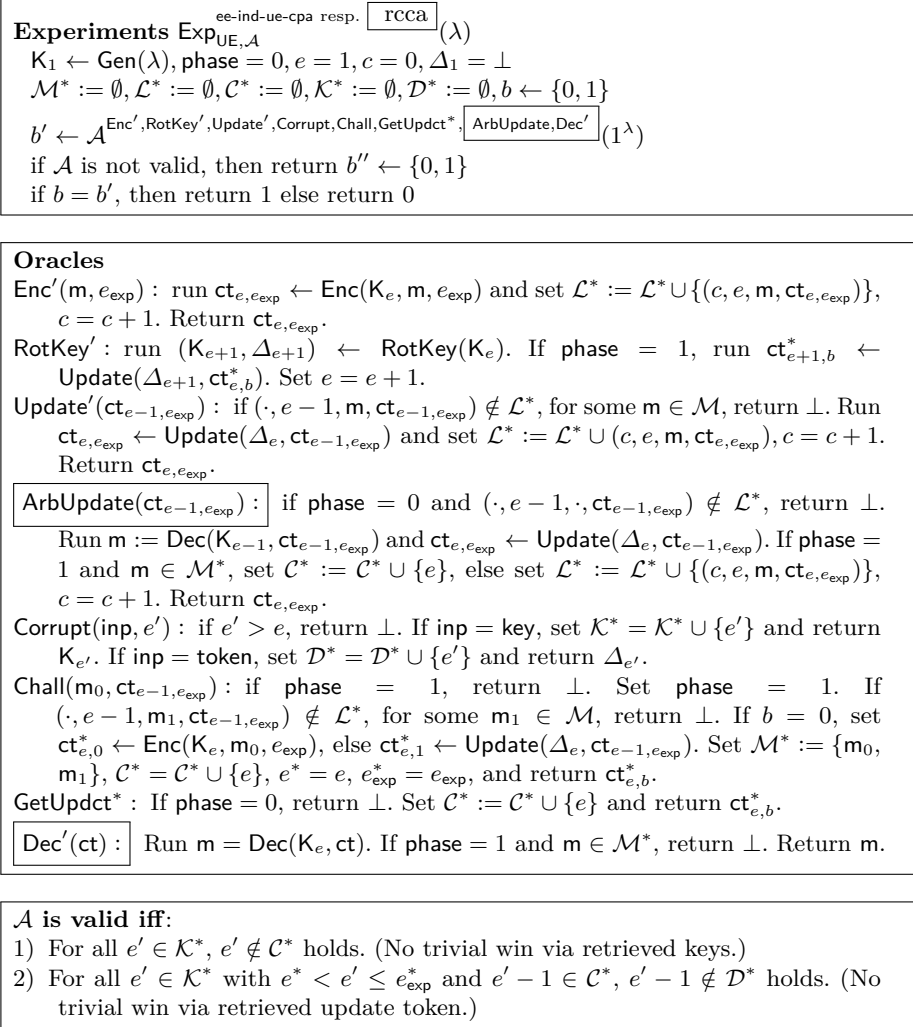 Experiments Exp^{ee-ind-ue-cpa resp. rcca}_{UE,𝒜}(λ)
K_1 ← Gen(λ), phase = 0, e = 1, c = 0, Δ_1 = ⊥
ℳ* := ∅, ℒ* := ∅, 𝒞* := ∅, 𝒦* := ∅, 𝒟* := ∅, b ← {0, 1}
b′ ← 𝒜^{Enc′,RotKey′,Update′,Corrupt,Chall,GetUpdct*, ArbUpdate,Dec′}(1^λ)
if 𝒜 is not valid, then return b′′ ← {0, 1}
if b = b′, then return 1 else return 0
Oracles
Enc′(m, e_exp) : run ct_{e,e_exp} ← Enc(K_e, m, e_exp) and set ℒ* := ℒ* ∪ {(c, e, m, ct_{e,e_exp})},
c = c + 1. Return ct_{e,e_exp}.
RotKey′ : run (K_{e+1}, Δ_{e+1}) ← RotKey(K_e). If phase = 1, run ct*_{e+1,b} ←
Update(Δ_{e+1}, ct*_{e,b}). Set e = e + 1.
Update′(ct_{e−1,e_exp}) : if (·, e − 1, m, ct_{e−1,e_exp}) ∉ ℒ*, for some m ∈ ℳ, return ⊥. Run
ct_{e,e_exp} ← Update(Δ_e, ct_{e−1,e_exp}) and set ℒ* := ℒ* ∪ (c, e, m, ct_{e,e_exp}), c = c + 1.
Return ct_{e,e_exp}.
ArbUpdate(ct_{e−1,e_exp}) : if phase = 0 and (·, e − 1, ·, ct_{e−1,e_exp}) ∉ ℒ*, return ⊥.
Run m := Dec(K_{e−1}, ct_{e−1,e_exp}) and ct_{e,e_exp} ← Update(Δ_e, ct_{e−1,e_exp}). If phase =
1 and m ∈ ℳ*, set 𝒞* := 𝒞* ∪ {e}, else set ℒ* := ℒ* ∪ {(c, e, m, ct_{e,e_exp})},
c = c + 1. Return ct_{e,e_exp}.
Corrupt(inp, e′) : if e′ > e, return ⊥. If inp = key, set 𝒦* = 𝒦* ∪ {e′} and return
K_{e′}. If inp = token, set 𝒟* = 𝒟* ∪ {e′} and return Δ_{e′}.
Chall(m_0, ct_{e−1,e_exp}) : if phase = 1, return ⊥. Set phase = 1. If
(·, e − 1, m_1, ct_{e−1,e_exp}) ∉ ℒ*, for some m_1 ∈ ℳ, return ⊥. If b = 0, set
ct*_{e,0} ← Enc(K_e, m_0, e_exp), else ct*_{e,1} ← Update(Δ_e, ct_{e−1,e_exp}). Set ℳ* := {m_0,
m_1}, 𝒞* = 𝒞* ∪ {e}, e* = e, e*_exp = e_exp, and return ct*_{e,b}.
GetUpdct* : If phase = 0, return ⊥. Set 𝒞* := 𝒞* ∪ {e} and return ct*_{e,b}.
Dec′(ct) : Run m = Dec(K_e, ct). If phase = 1 and m ∈ ℳ*, return ⊥. Return m.
𝒜 is valid iff:
1) For all e′ ∈ 𝒦*, e′ ∉ 𝒞* holds. (No trivial win via retrieved keys.)
2) For all e′ ∈ 𝒦* with e* < e′ ≤ e*_exp and e′ − 1 ∈ 𝒞*, e′ − 1 ∉ 𝒟* holds. (No
trivial win via retrieved update token.)